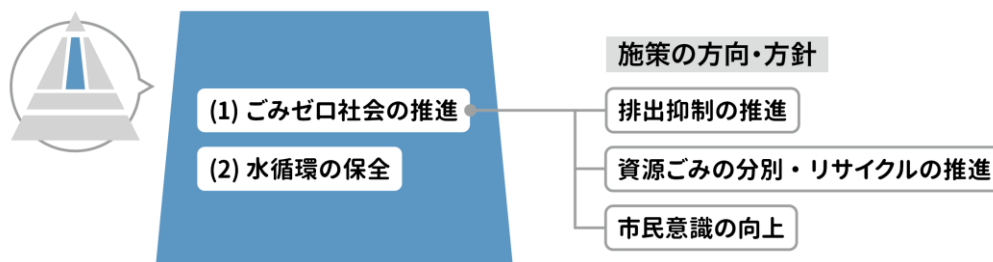 施策の方向・方針
(1) ごみゼロ社会の推進
排出抑制の推進
(2) 水循環の保全
資源ごみの分別・リサイクルの推進
市民意識の向上